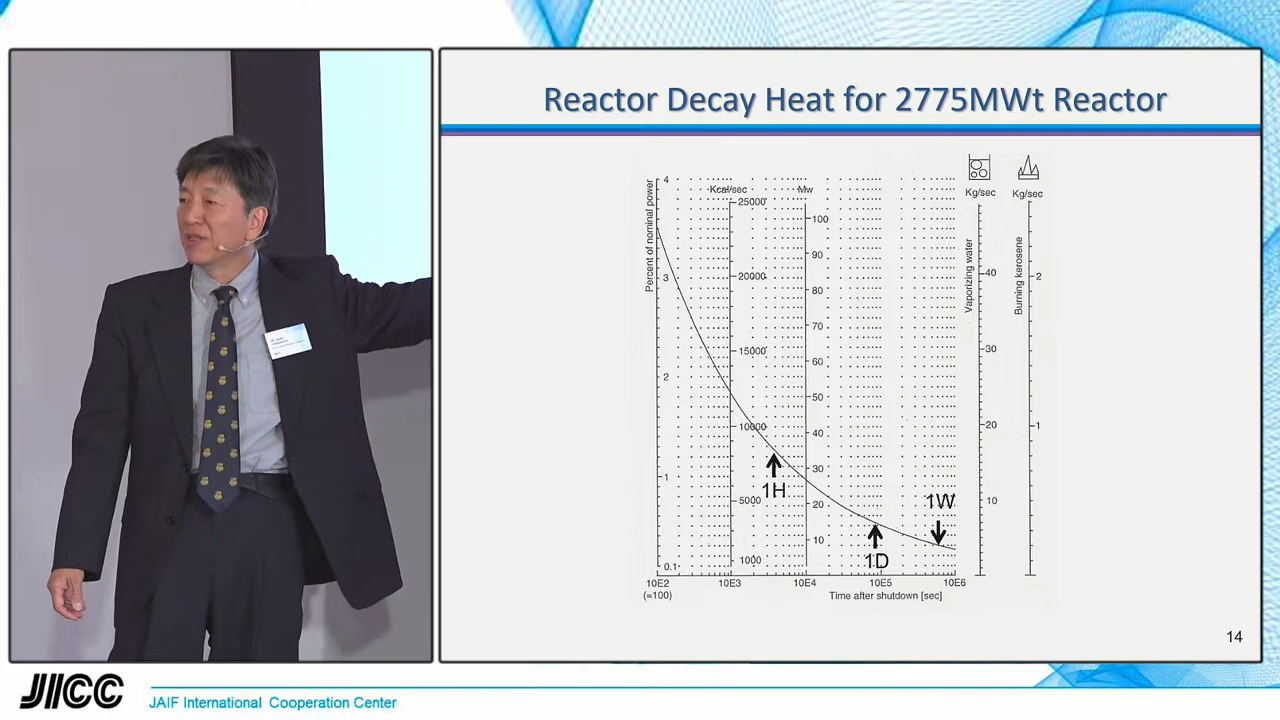 Reactor Decay Heat for 2775MWt Reactor
Percent of nominal power
4
3
2
1
0.1
Kcal/sec
25000
20000
15000
10000
5000
1000
Mw
100
90
80
70
60
50
40
30
20
10
Kg/sec
Vaporizing water
40
30
20
10
Kg/sec
Burning kerosene
2
1
1H
1D
1W
10E2
(=100)
10E3
10E4
10E5
10E6
Time after shutdown [sec]
14
JICC
JAIF International Cooperation Center